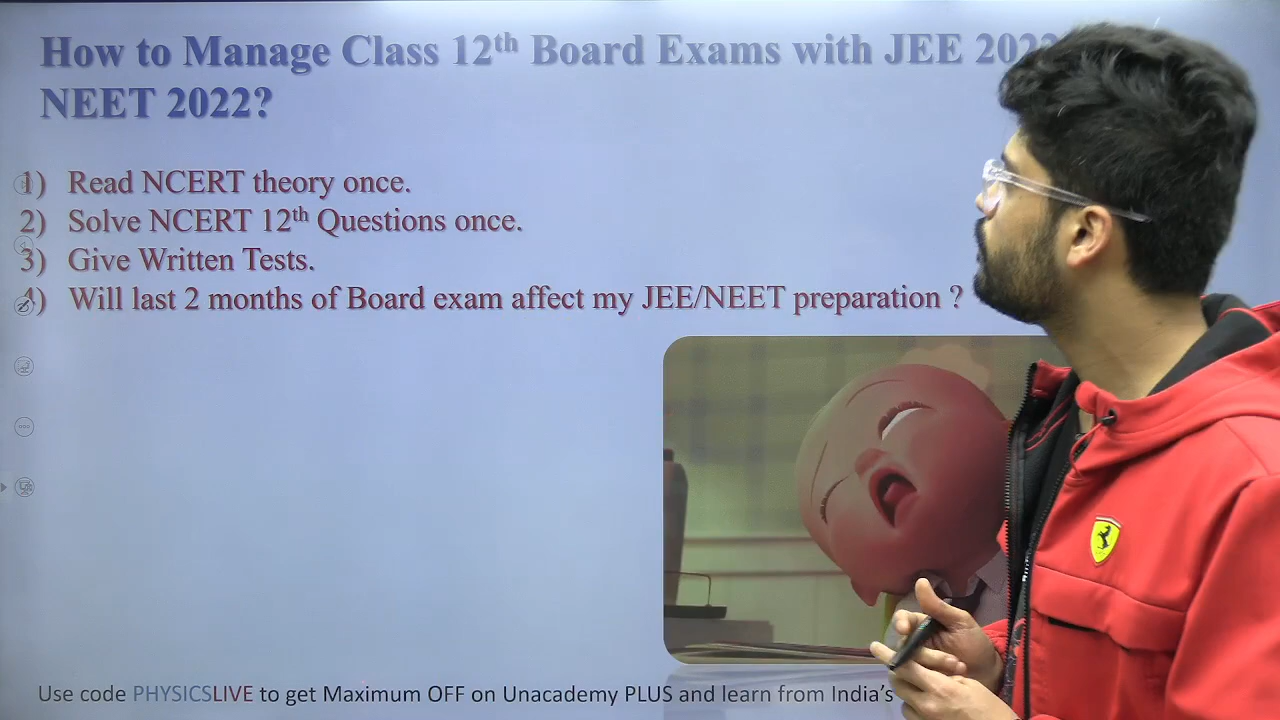 How to Manage Class 12th Board Exams with JEE
NEET 2022?
1) Read NCERT theory once.
2) Solve NCERT 12th Questions once.
3) Give Written Tests.
4) Will last 2 months of Board exam affect my JEE/NEET preparation ?
Use code PHYSICSLIVE to get Maximum OFF on Unacademy PLUS and learn from India’s